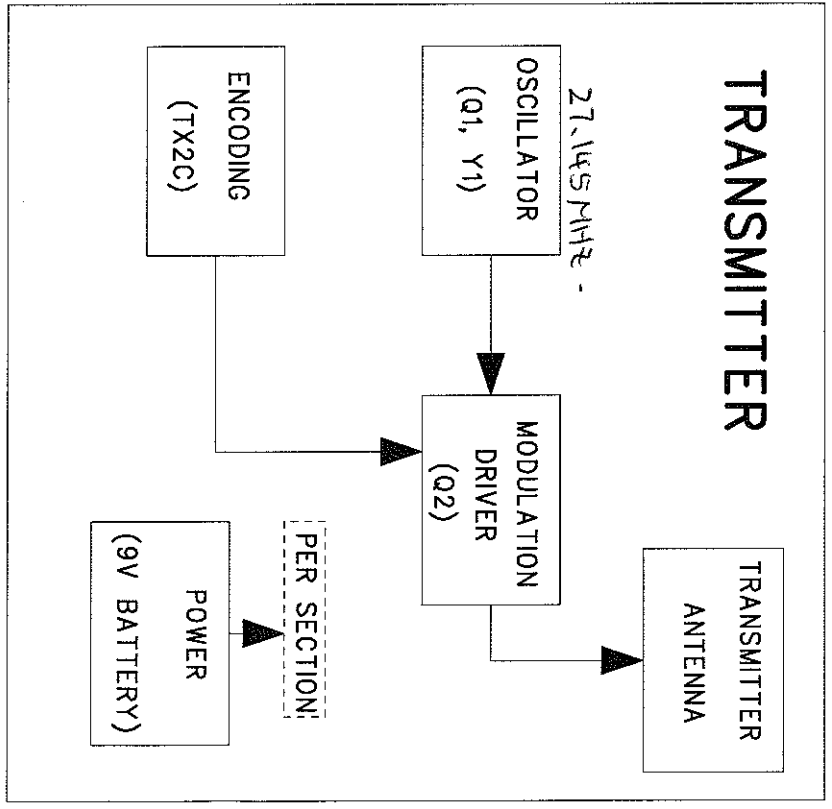 TRANSMITTER
27.145 MHz -
OSCILLATOR
(Q1, Y1)
ENCODING
(TX2C)
MODULATION
DRIVER
(Q2)
TRANSMITTER
ANTENNA
PER SECTION
POWER
(9V BATTERY)